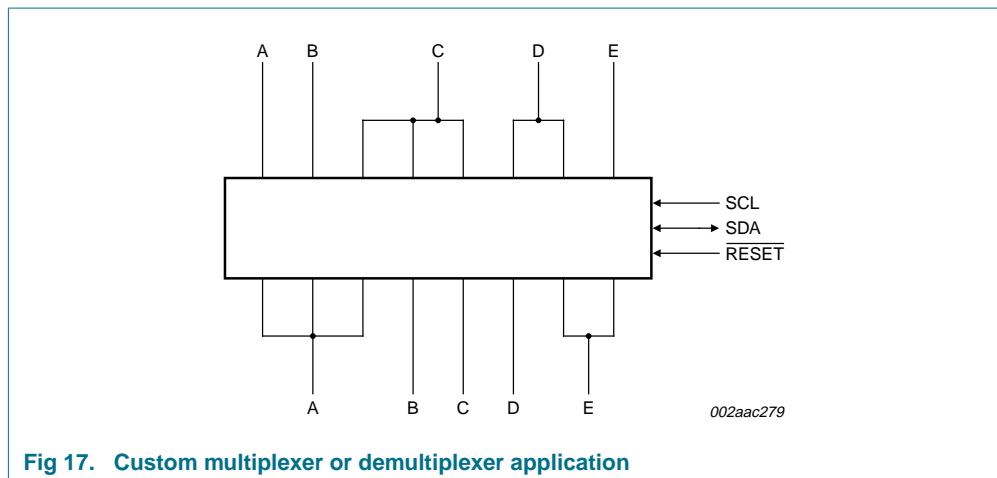 A B C D E
SCL
SDA
RESET
A B C D E
002aac279
Fig 17. Custom multiplexer or demultiplexer application